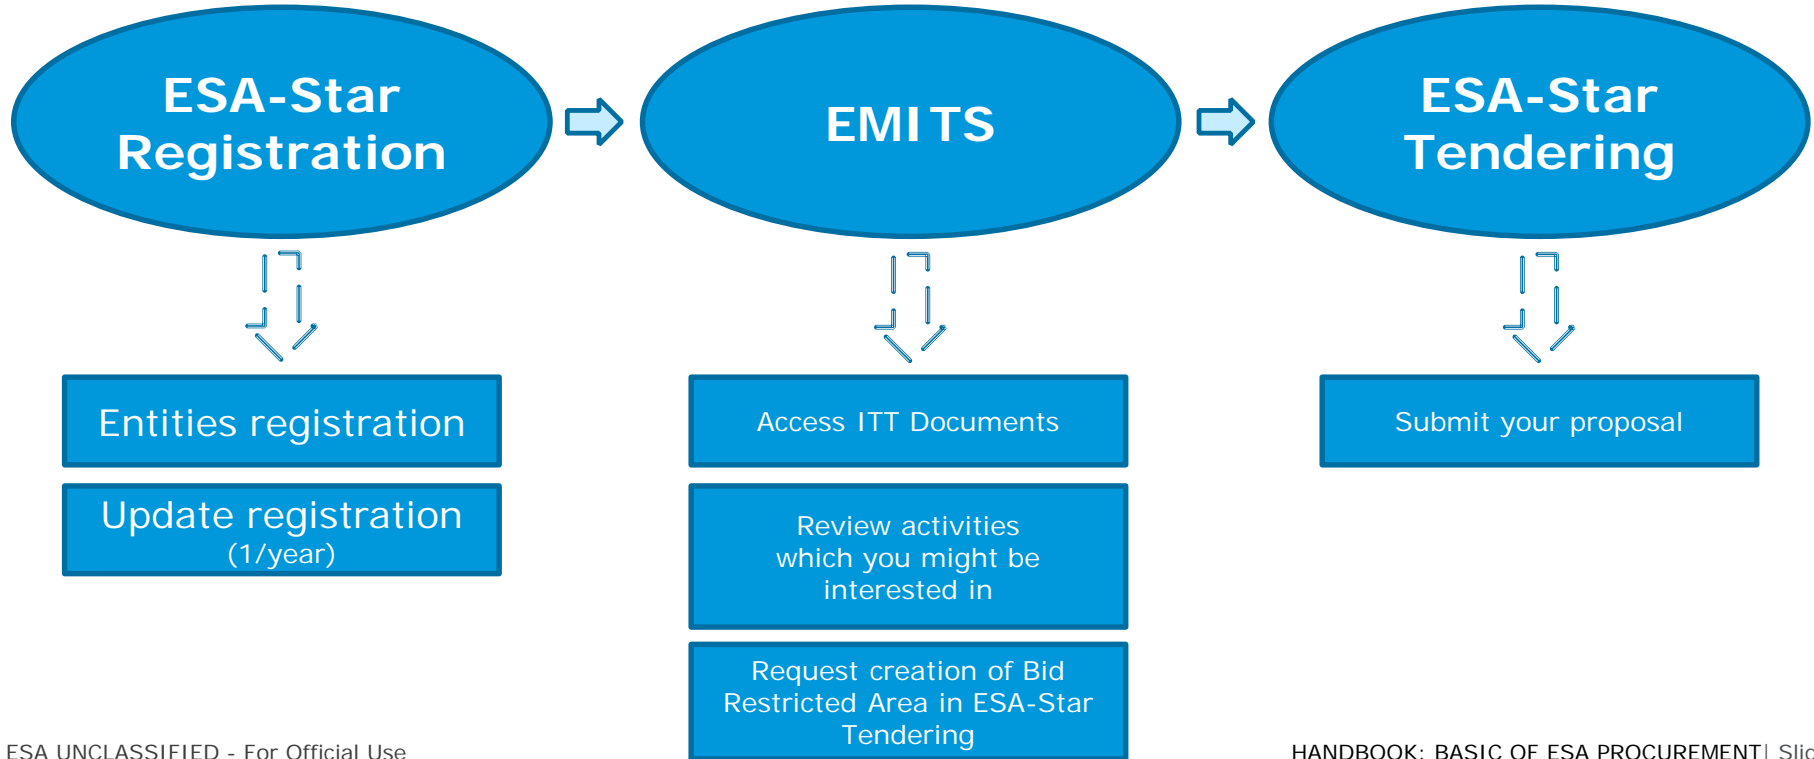 ESA-Star
Registration
EMITS
ESA-Star
Tendering
Entities registration
Update registration
(1/year)
Access ITT Documents
Review activities
which you might be
interested in
Request creation of Bid
Restricted Area in ESA-Star
Tendering
Submit your proposal
ESA UNCLASSIFIED - For Official Use
HANDBOOK: BASIC OF ESA PROCUREMENT| Slid